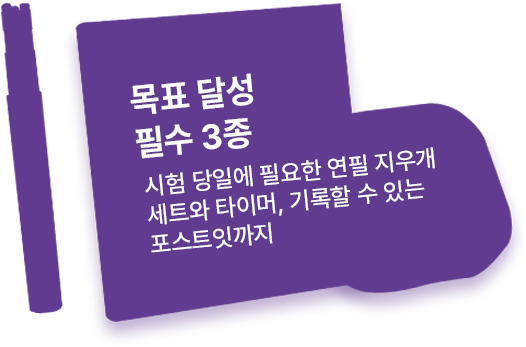 목표 달성
필수 3종
시험 당일에 필요한 연필 지우개
세트와 타이머, 기록할 수 있는
포스트잇까지